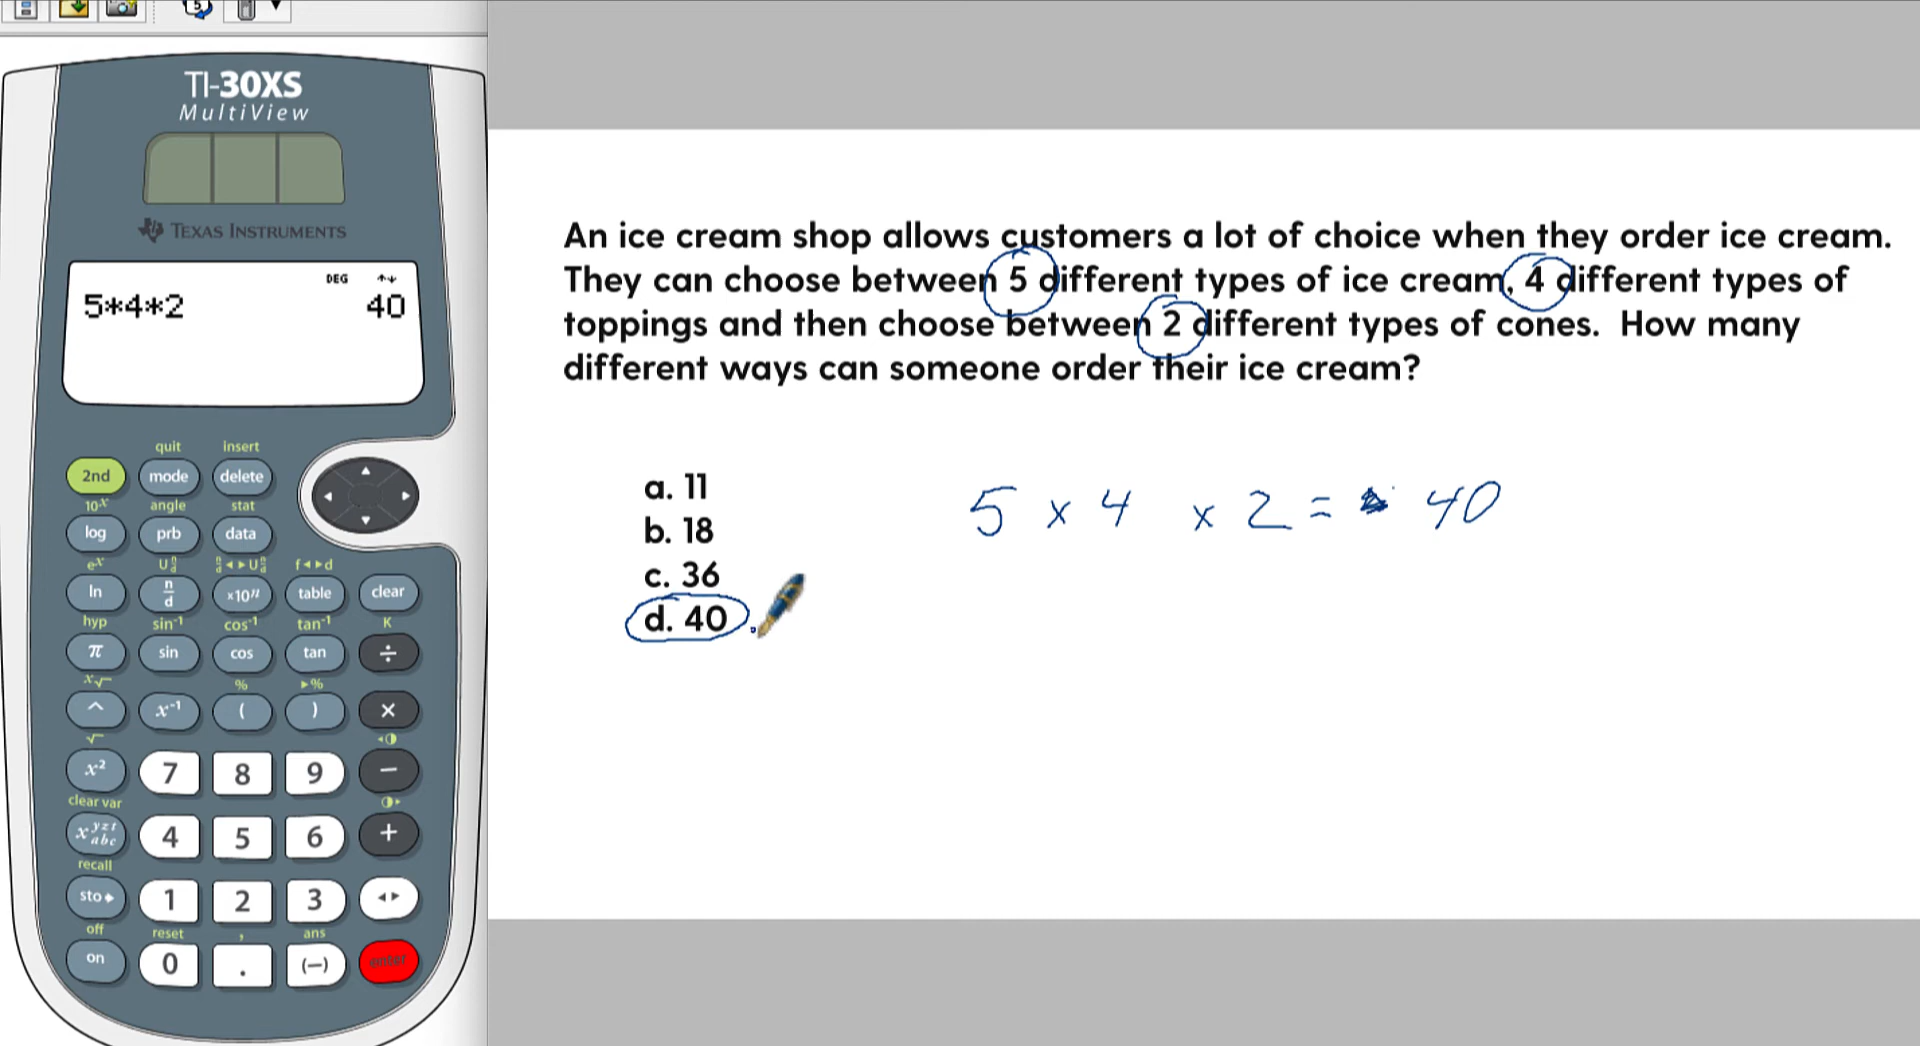 5
TI-30XS
MultiView
TEXAS INSTRUMENTS
DEG
5*4*2 40
quit insert
2nd mode delete
10ˣ angle stat
log prb data
eˣ U n/d n/d ◄► U n/d f◄►d
ln n/d ×10ⁿ table clear
hyp sin⁻¹ cos⁻¹ tan⁻¹ K
π sin cos tan ÷
ˣ√ % ►%
^ x⁻¹ ( ) ×
√
x² 7 8 9 −
clear var
x yzt abc 4 5 6 +
recall
sto 1 2 3 ◄►
off reset , ans
on 0 . (−) enter
An ice cream shop allows customers a lot of choice when they order ice cream.
They can choose between 5 different types of ice cream, 4 different types of
toppings and then choose between 2 different types of cones. How many
different ways can someone order their ice cream?
a. 11
b. 18
c. 36
d. 40
5 x 4 x 2 = 40